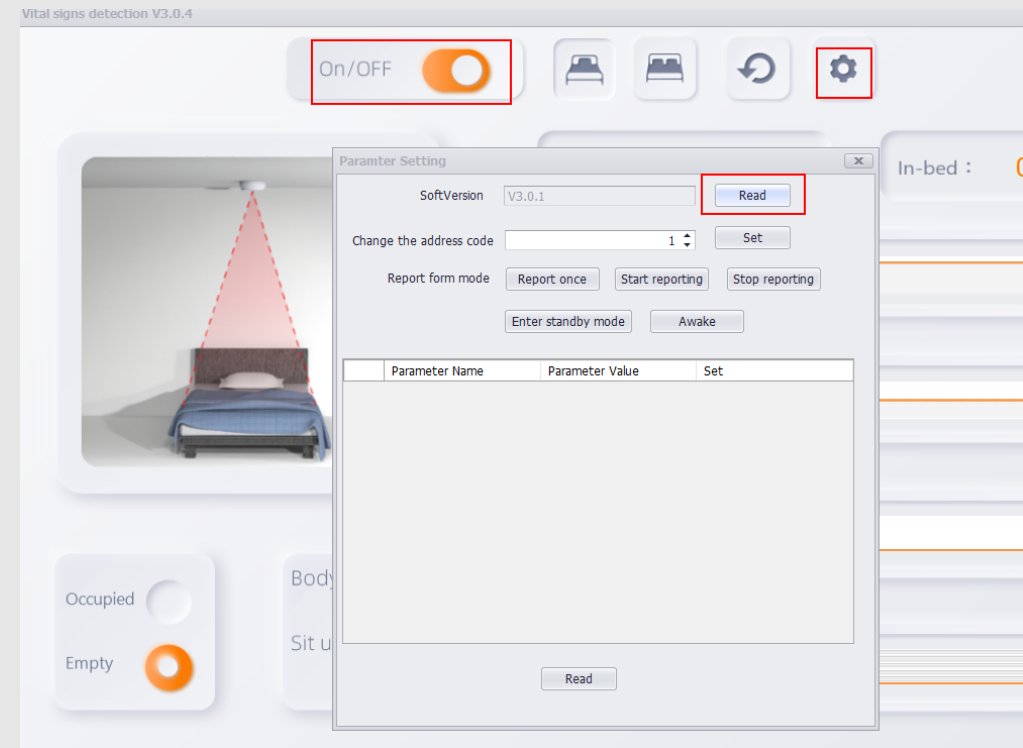 Vital signs detection V3.0.4
On/OFF
Paramter Setting
In-bed :
SoftVersion V3.0.1 Read
Change the address code 1 Set
Report form mode Report once Start reporting Stop reporting
Enter standby mode Awake
Parameter Name Parameter Value Set
Body
Occupied
Sit u
Empty
Read